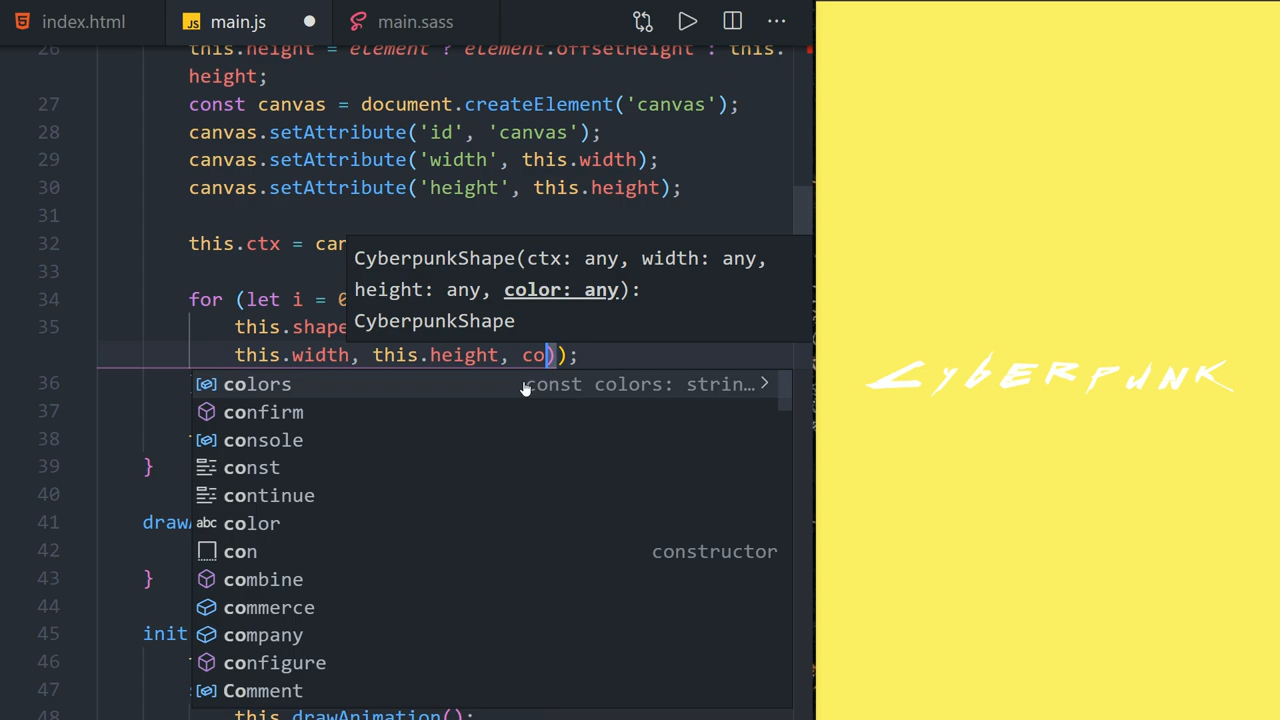 index.html
main.js
main.sass
26 this.height = element ? element.offsetHeight : this.
height;
27 const canvas = document.createElement('canvas');
28 canvas.setAttribute('id', 'canvas');
29 canvas.setAttribute('width', this.width);
30 canvas.setAttribute('height', this.height);
31
32 this.ctx = can
33
34 for (let i = 0
35 this.shape
this.width, this.height, co));
CyberpunkShape(ctx: any, width: any,
height: any, color: any):
CyberpunkShape
36
37
38
39 }
40
41 drawA
42
43 }
44
45 init
46
47
48 this.drawAnimation();
colors const colors: strin…
confirm
console
const
continue
abc color
con constructor
combine
commerce
company
configure
Comment
CYBERPUNK